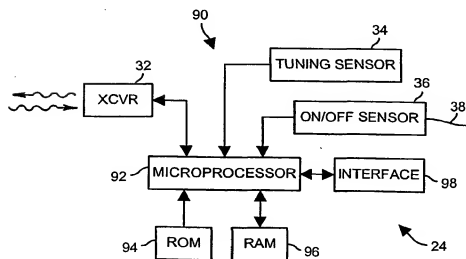 90
34
TUNING SENSOR
32
XCVR
36
ON/OFF SENSOR
38
92
MICROPROCESSOR
INTERFACE
98
94
ROM
RAM
96
24